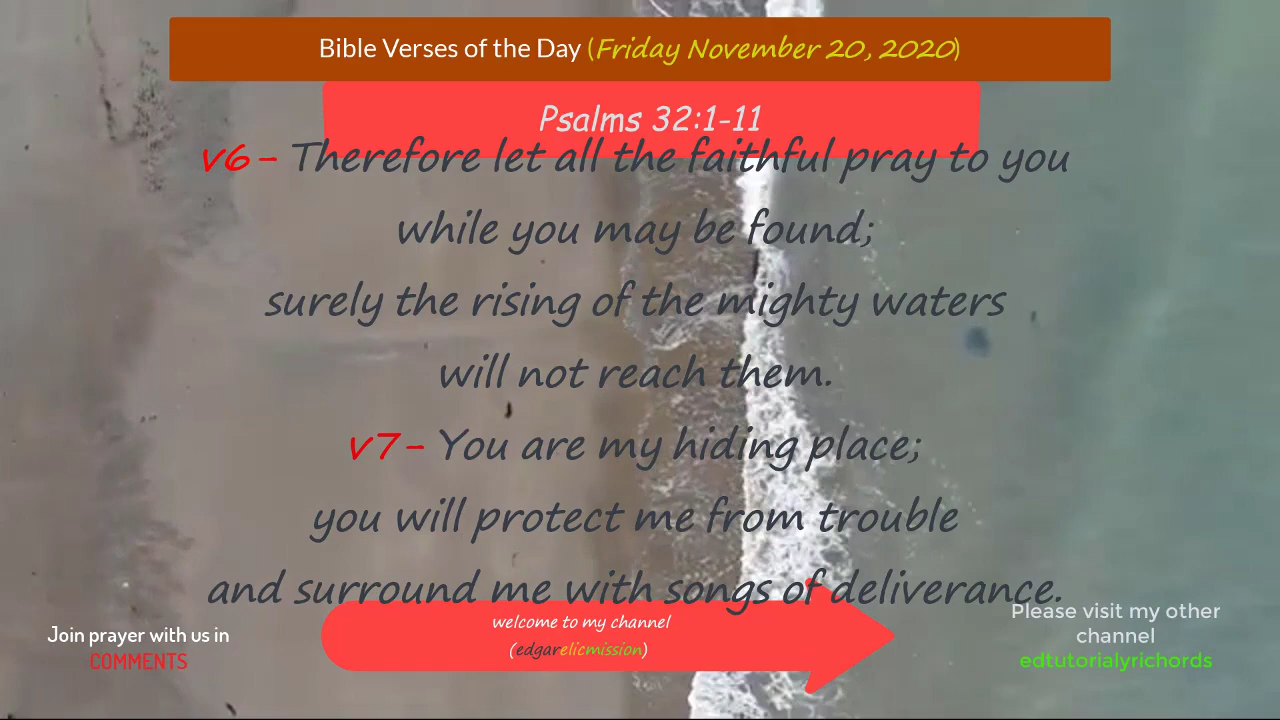 Bible Verses of the Day (Friday November 20, 2020)
Psalms 32:1-11
v6- Therefore let all the faithful pray to you
while you may be found;
surely the rising of the mighty waters
will not reach them.
v7- You are my hiding place;
you will protect me from trouble
and surround me with songs of deliverance.
welcome to my channel
(edgarelicmission)
Join prayer with us in
COMMENTS
Please visit my other
channel
edtutorialyrichords